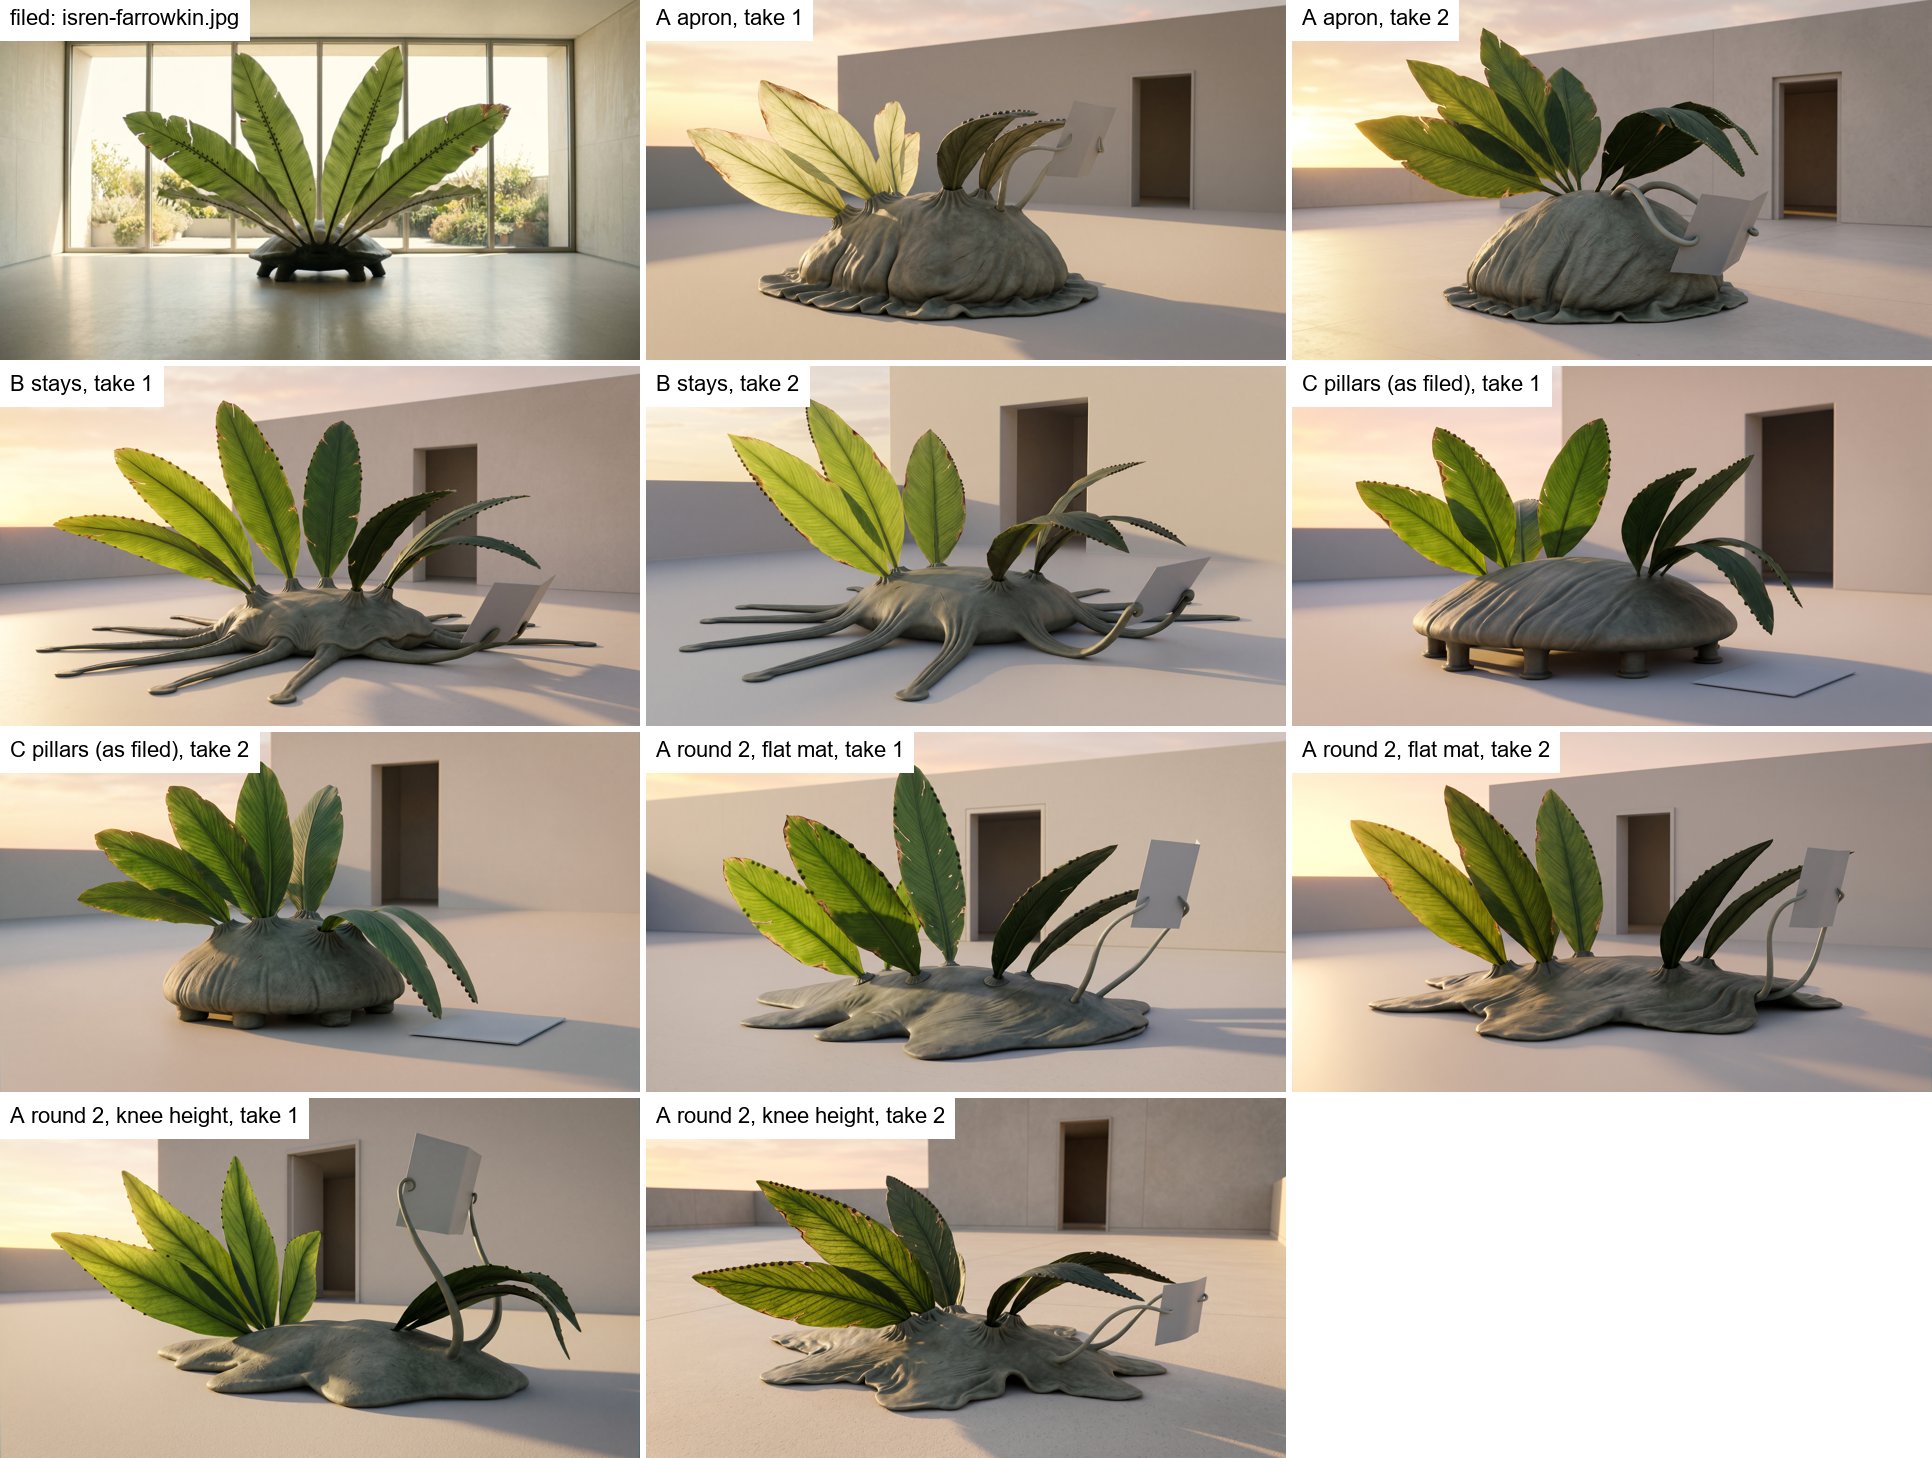 filed: isren-farrowkin.jpg
A apron, take 1
A apron, take 2
B stays, take 1
B stays, take 2
C pillars (as filed), take 1
C pillars (as filed), take 2
A round 2, flat mat, take 1
A round 2, flat mat, take 2
A round 2, knee height, take 1
A round 2, knee height, take 2